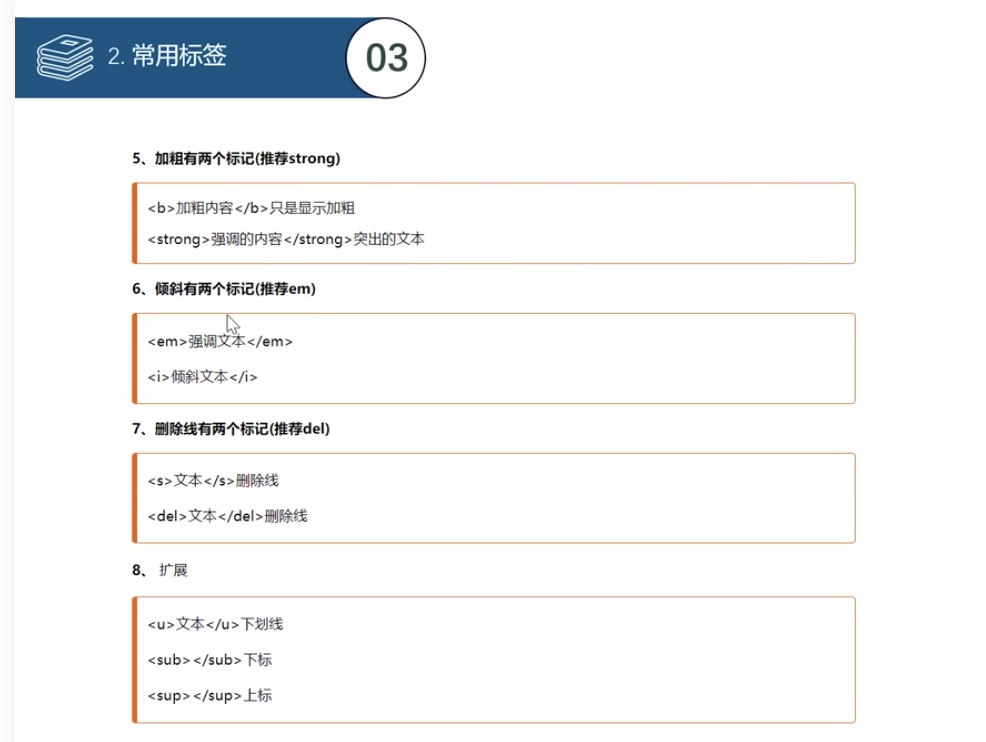 2. 常用标签
03
5、加粗有两个标记(推荐strong)
<b>加粗内容</b>只是显示加粗
<strong>强调的内容</strong>突出的文本
6、倾斜有两个标记(推荐em)
<em>强调文本</em>
<i>倾斜文本</i>
7、删除线有两个标记(推荐del)
<s>文本</s>删除线
<del>文本</del>删除线
8、 扩展
<u>文本</u>下划线
<sub></sub>下标
<sup></sup>上标